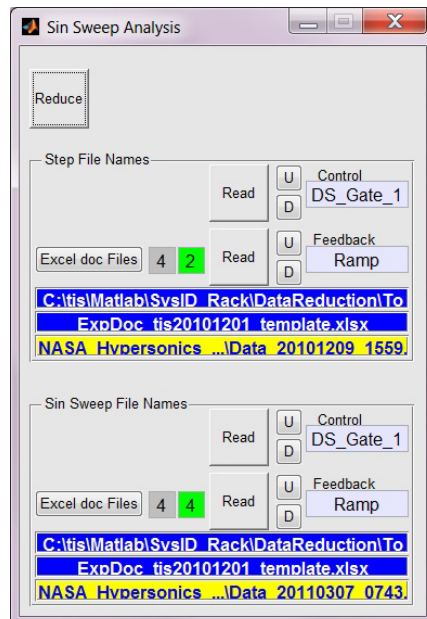 Sin Sweep Analysis
Reduce
Step File Names
Read
U
D
Control
DS_Gate_1
Excel doc Files
4
2
Read
U
D
Feedback
Ramp
C:\tis\Matlab\SysID_Rack\DataReduction\To
ExpDoc_tis20101201_template.xlsx
NASA_Hypersonics_...\Data_20101209_1559.
Sin Sweep File Names
Read
U
D
Control
DS_Gate_1
Excel doc Files
4
4
Read
U
D
Feedback
Ramp
C:\tis\Matlab\SysID_Rack\DataReduction\To
ExpDoc_tis20101201_template.xlsx
NASA_Hypersonics_...\Data_20110307_0743.